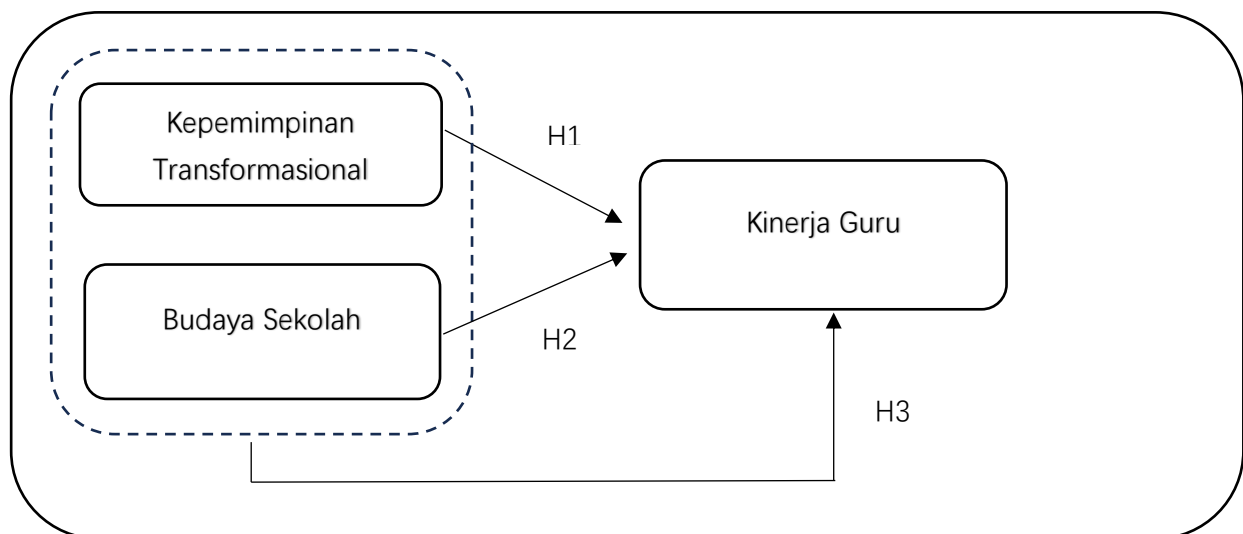 Kepemimpinan
Transformasional
H1
Kinerja Guru
Budaya Sekolah
H2
H3